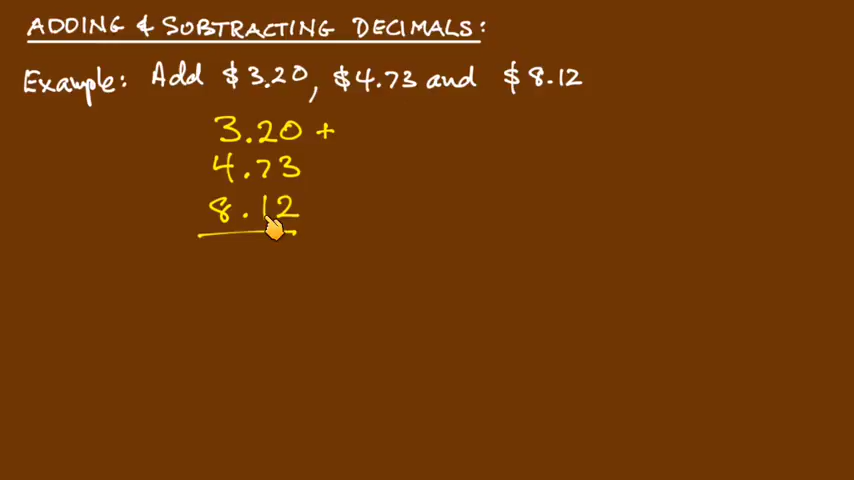 ADDING & SUBTRACTING DECIMALS:
Example: Add $3.20, $4.73 and $8.12
3.20 +
4.73
8.12